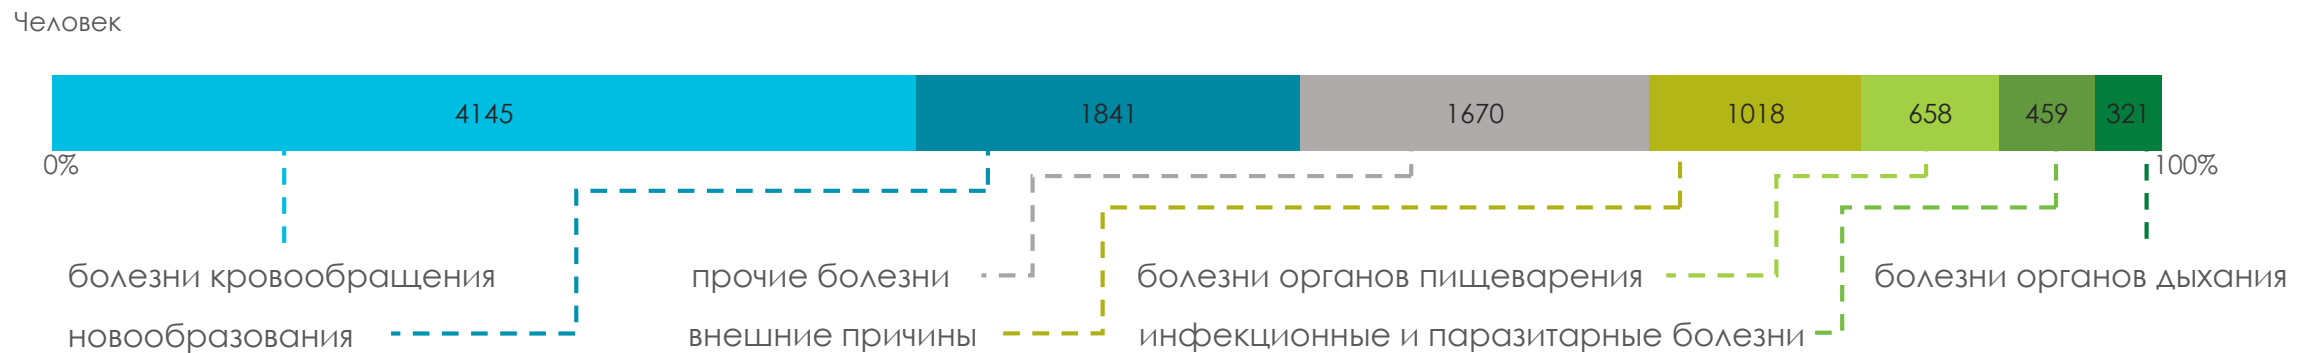 Человек
4145 1841 1670 1018 658 459 321
0% 100%
болезни кровообращения прочие болезни болезни органов пищеварения болезни органов дыхания
новообразования внешние причины инфекционные и паразитарные болезни